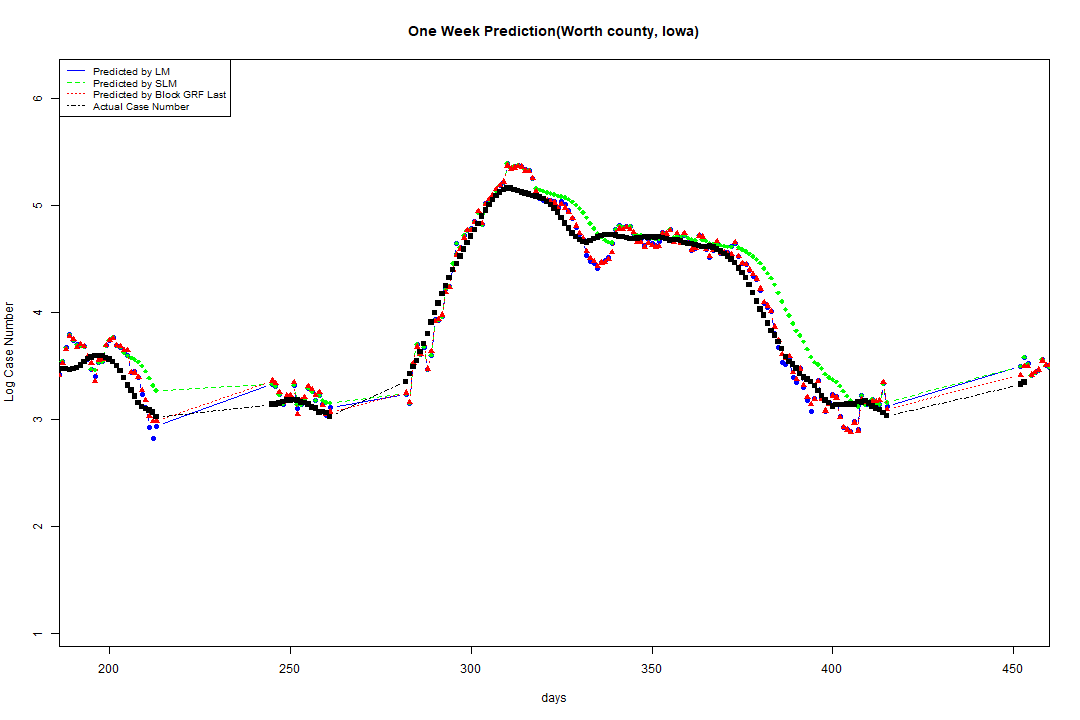 One Week Prediction(Worth county, Iowa)
Predicted by LM
Predicted by SLM
Predicted by Block GRF Last
Actual Case Number
6
5
4
3
2
1
Log Case Number
200 250 300 350 400 450
days